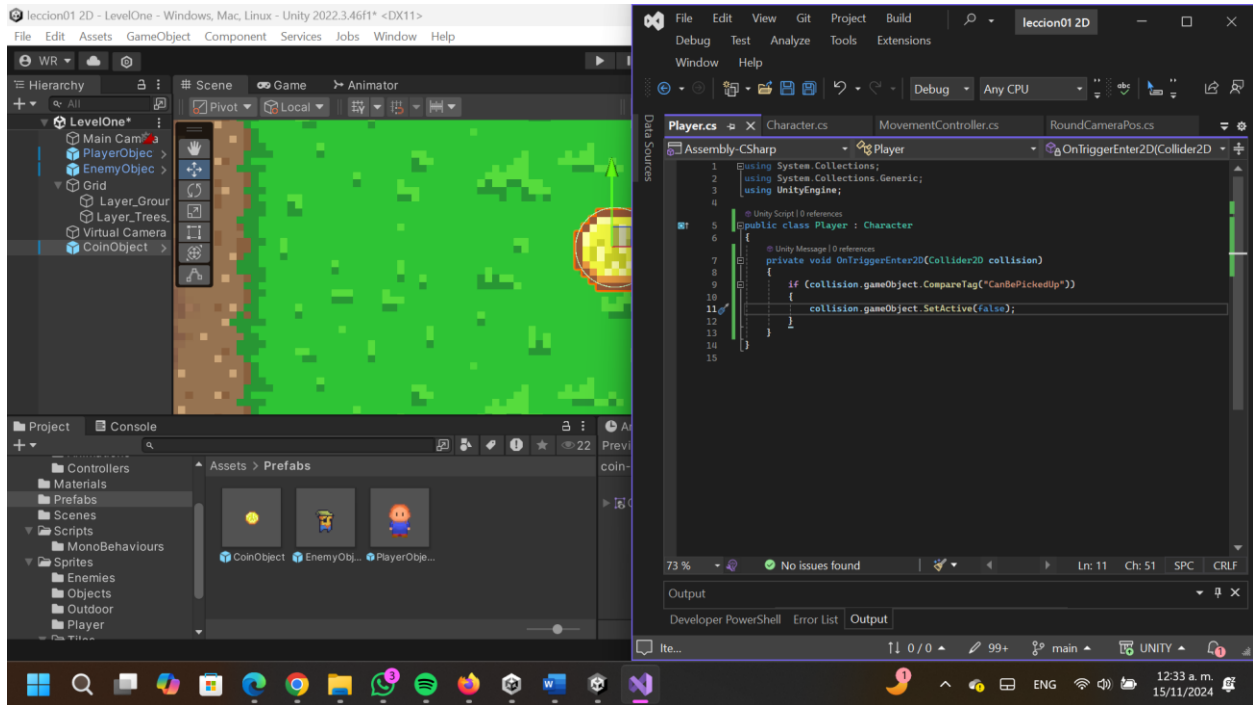 leccion01 2D - LevelOne - Windows, Mac, Linux - Unity 2022.3.46f1* <DX11>
File Edit Assets GameObject Component Services Jobs Window Help
WR
Hierarchy
All
LevelOne*
Main Camera
PlayerObjec
EnemyObjec
Grid
Layer_Grour
Layer_Trees_
Virtual Camera
CoinObject
Scene Game Animator
Pivot Local
Project Console
22
Previ
coin-
Controllers
Materials
Prefabs
Scenes
Scripts
MonoBehaviours
Sprites
Enemies
Objects
Outdoor
Player
Tiles
Assets > Prefabs
CoinObject EnemyObj... PlayerObje...
File Edit View Git Project Build
leccion01 2D
Debug Test Analyze Tools Extensions
Window Help
Debug Any CPU
Data Sources
Player.cs Character.cs MovementController.cs RoundCameraPos.cs
Assembly-CSharp Player OnTriggerEnter2D(Collider2D
1 using System.Collections;
2 using System.Collections.Generic;
3 using UnityEngine;
4
Unity Script | 0 references
5 public class Player : Character
6 {
Unity Message | 0 references
7 private void OnTriggerEnter2D(Collider2D collision)
8 {
9 if (collision.gameObject.CompareTag("CanBePickedUp"))
10 {
11 collision.gameObject.SetActive(false);
12 }
13 }
14 }
15
73 % No issues found Ln: 11 Ch: 51 SPC CRLF
Output
Developer PowerShell Error List Output
Ite... 0 / 0 99+ main UNITY 1
3
1
ENG
12:33 a. m.
15/11/2024